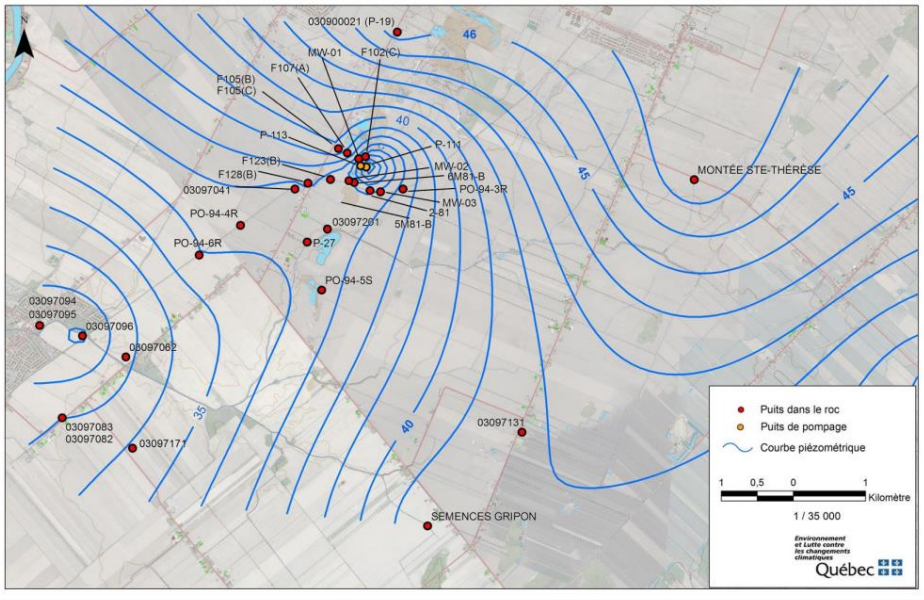 N
030900021 (P-19)
46
MW-01
F102(C)
F107(A)
F105(B)
F105(C)
40
P-113
P-111
MW-02
F123(B)
6M81-B
F128(B)
PO-94-3R
03097041
MW-03
2-81
5M81-B
45
MONTÉE STE-THÉRÈSE
45
PO-94-4R
03097201
PO-94-6R
P-27
PO-94-5S
03097094
03097095
03097096
03097062
35
40
03097083
03097082
03097171
03097131
SEMENCES GRIPON
Puits dans le roc
Puits de pompage
Courbe piézométrique
1 0,5 0 1
Kilomètre
1 / 35 000
Environnement
et Lutte contre
les changements
climatiques
Québec